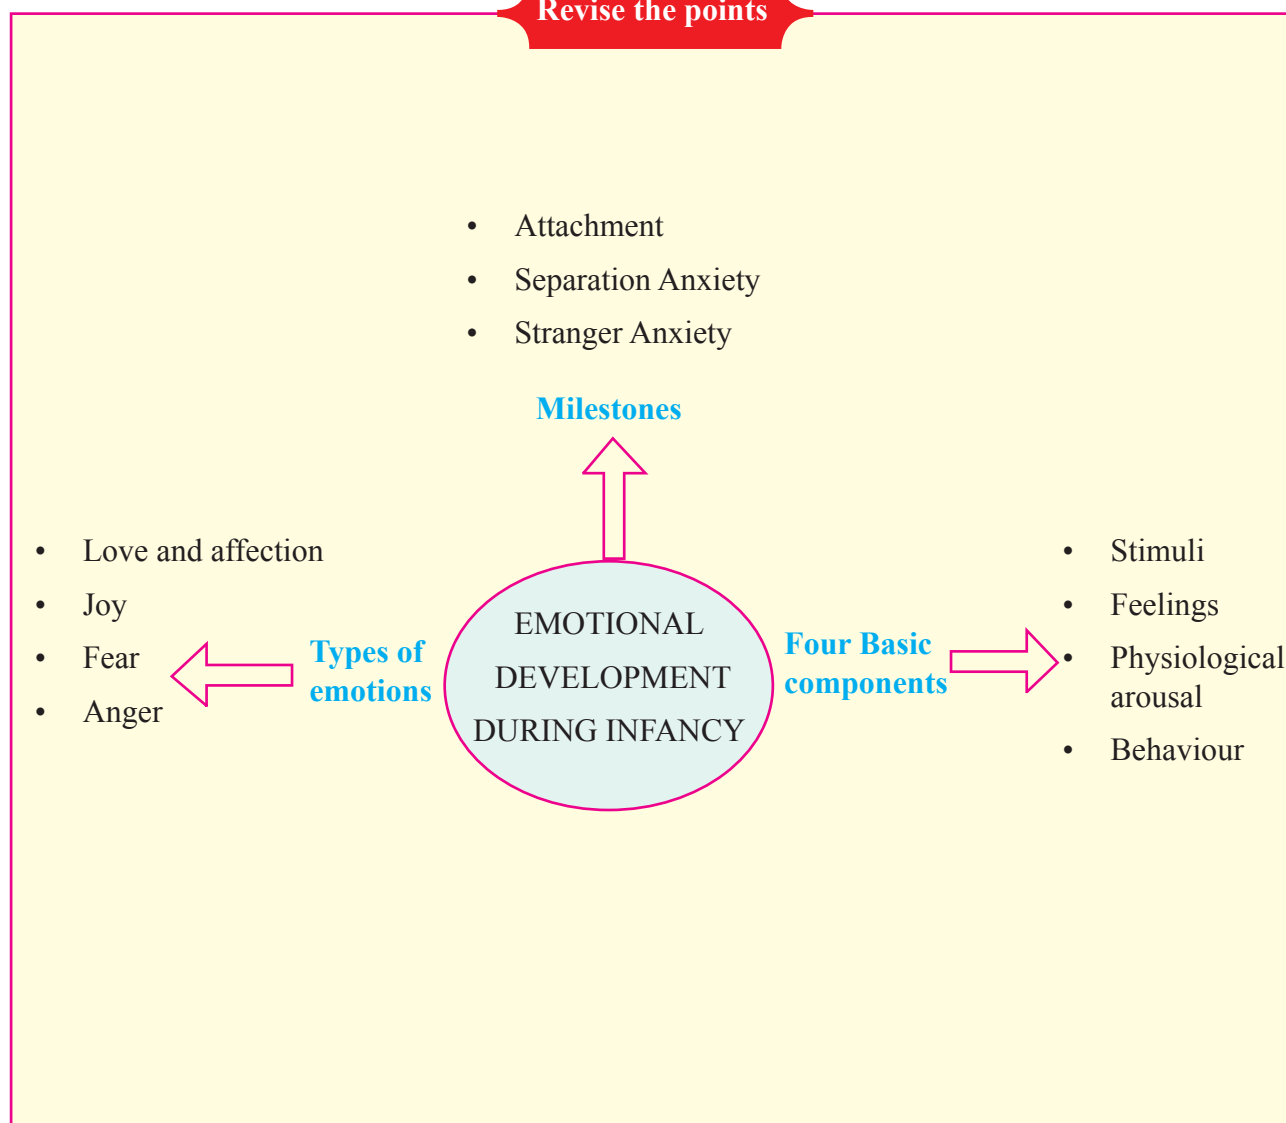 Revise the points
• Attachment
• Separation Anxiety
• Stranger Anxiety
Milestones
• Love and affection
• Joy
• Fear
• Anger
Types of
emotions
EMOTIONAL
DEVELOPMENT
DURING INFANCY
Four Basic
components
• Stimuli
• Feelings
• Physiological
arousal
• Behaviour